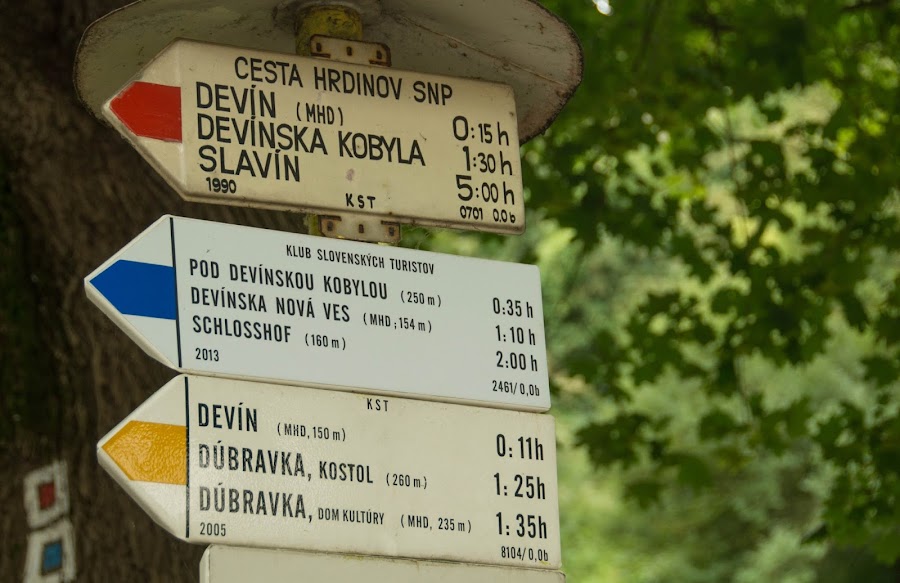 CESTA HRDINOV SNP
DEVÍN (MHD) 0:15 h
DEVÍNSKA KOBYLA 1:30 h
SLAVÍN 5:00 h
1990 KST 0701 0.0b
KLUB SLOVENSKÝCH TURISTOV
POD DEVÍNSKOU KOBYLOU (250 m) 0:35 h
DEVÍNSKA NOVÁ VES (MHD; 154 m) 1:10 h
SCHLOSSHOF (160 m) 2:00 h
2013 2461/0,0b
KST
DEVÍN (MHD, 150 m) 0:11h
DÚBRAVKA, KOSTOL (260 m.) 1:25h
DÚBRAVKA, DOM KULTÚRY (MHD, 235 m) 1:35h
2005 8104/0,0b